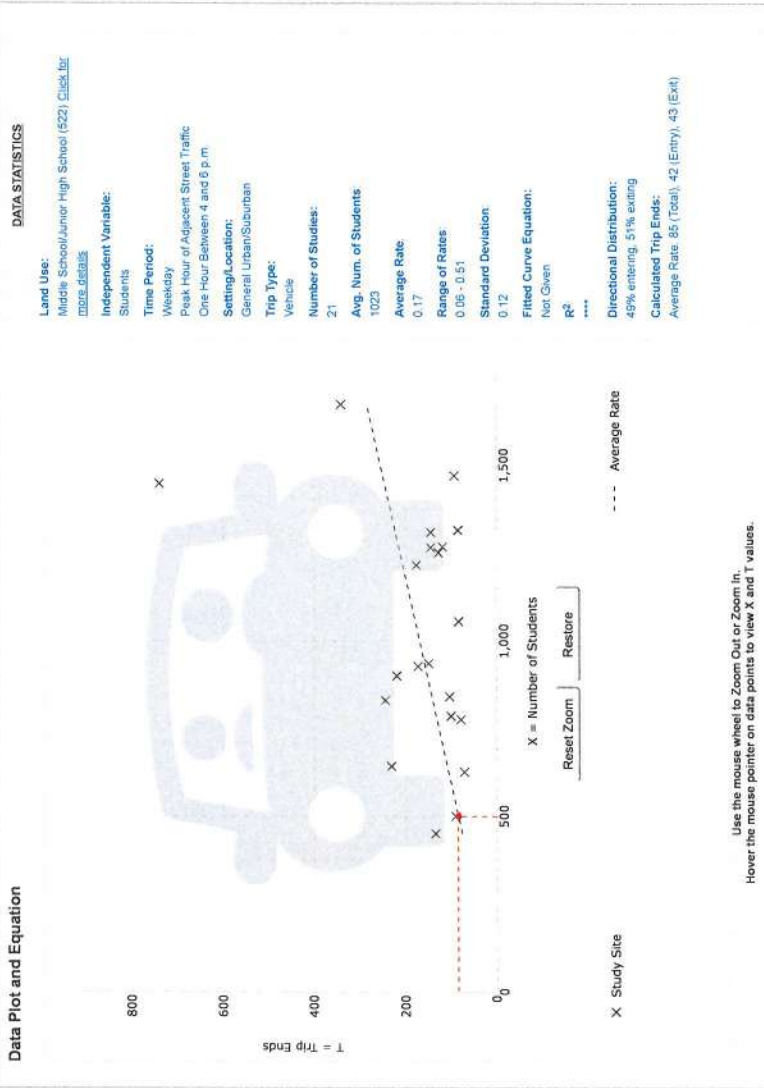 Data Plot and Equation
T = Trip Ends
800
600
400
200
0
0
500
1,000
1,500
X = Number of Students
Reset Zoom
Restore
× Study Site
--- Average Rate
Use the mouse wheel to Zoom Out or Zoom In.
Hover the mouse pointer on data points to view X and T values.
DATA STATISTICS
Land Use:
Middle School/Junior High School (522) Click for
more details
Independent Variable:
Students
Time Period:
Weekday
Peak Hour of Adjacent Street Traffic
One Hour Between 4 and 6 p.m
Setting/Location:
General Urban/Suburban
Trip Type:
Vehicle
Number of Studies:
21
Avg. Num. of Students
1023
Average Rate
0.17
Range of Rates
0.06 - 0.51
Standard Deviation
0.12
Fitted Curve Equation:
Not Given
R²
****
Directional Distribution:
49% entering, 51% exiting
Calculated Trip Ends:
Average Rate. 85 (Total), 42 (Entry), 43 (Exit)